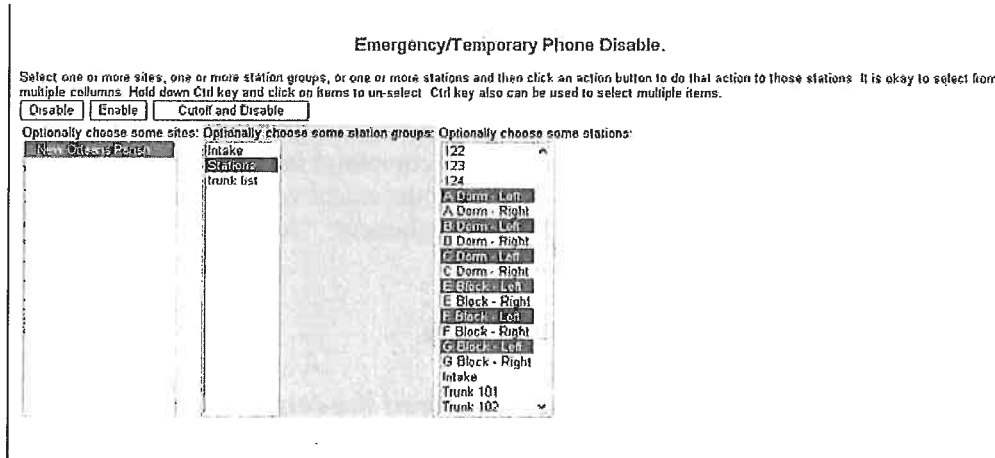 Emergency/Temporary Phone Disable.
Select one or more sites, one or more station groups, or one or more stations and then click an action button to do that action to those stations. It is okay to select from
multiple collumns. Hold down Ctrl key and click on items to un-select. Ctrl key also can be used to select multiple items.
Disable Enable Cutoff and Disable
Optionally choose some sites: Optionally choose some station groups: Optionally choose some stations:
New Orleans Parish
Intake
Stations
trunk list
122
123
124
A Dorm - Left
A Dorm - Right
B Dorm - Left
B Dorm - Right
C Dorm - Left
C Dorm - Right
E Block - Left
E Block - Right
F Block - Left
F Block - Right
G Block - Left
G Block - Right
Intake
Trunk 101
Trunk 102